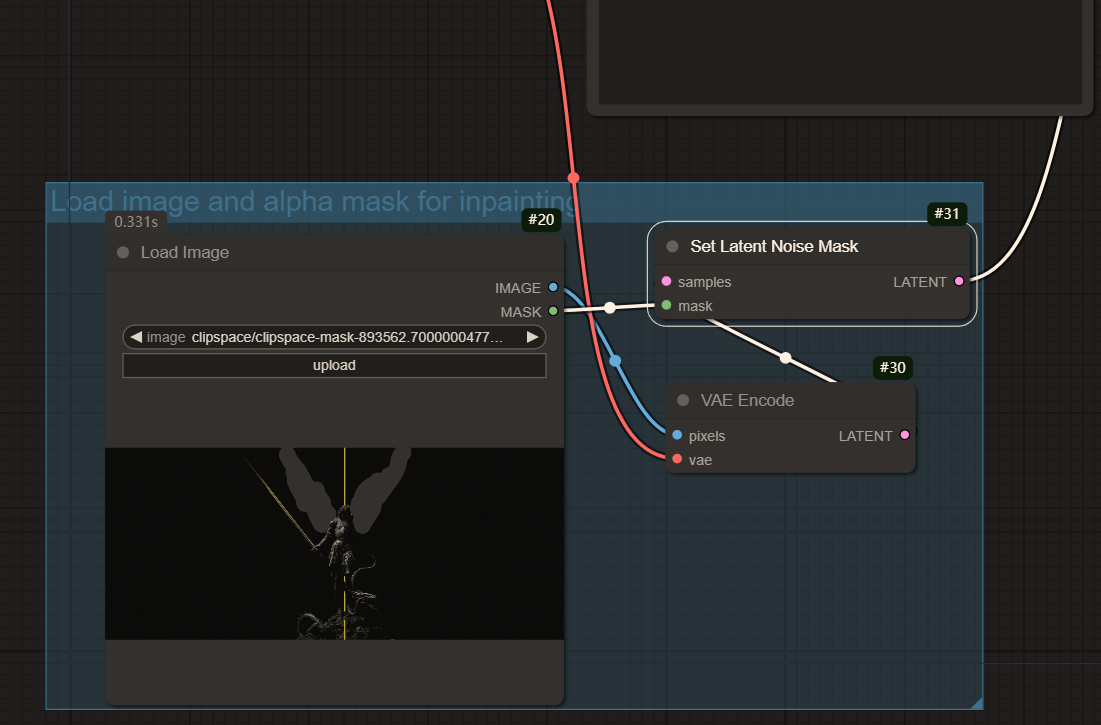 Load image and alpha mask for inpainting
0.331s
#20
Load Image
IMAGE
MASK
image clipspace/clipspace-mask-893562.7000000477...
upload
#31
Set Latent Noise Mask
samples
LATENT
mask
#30
VAE Encode
pixels
LATENT
vae